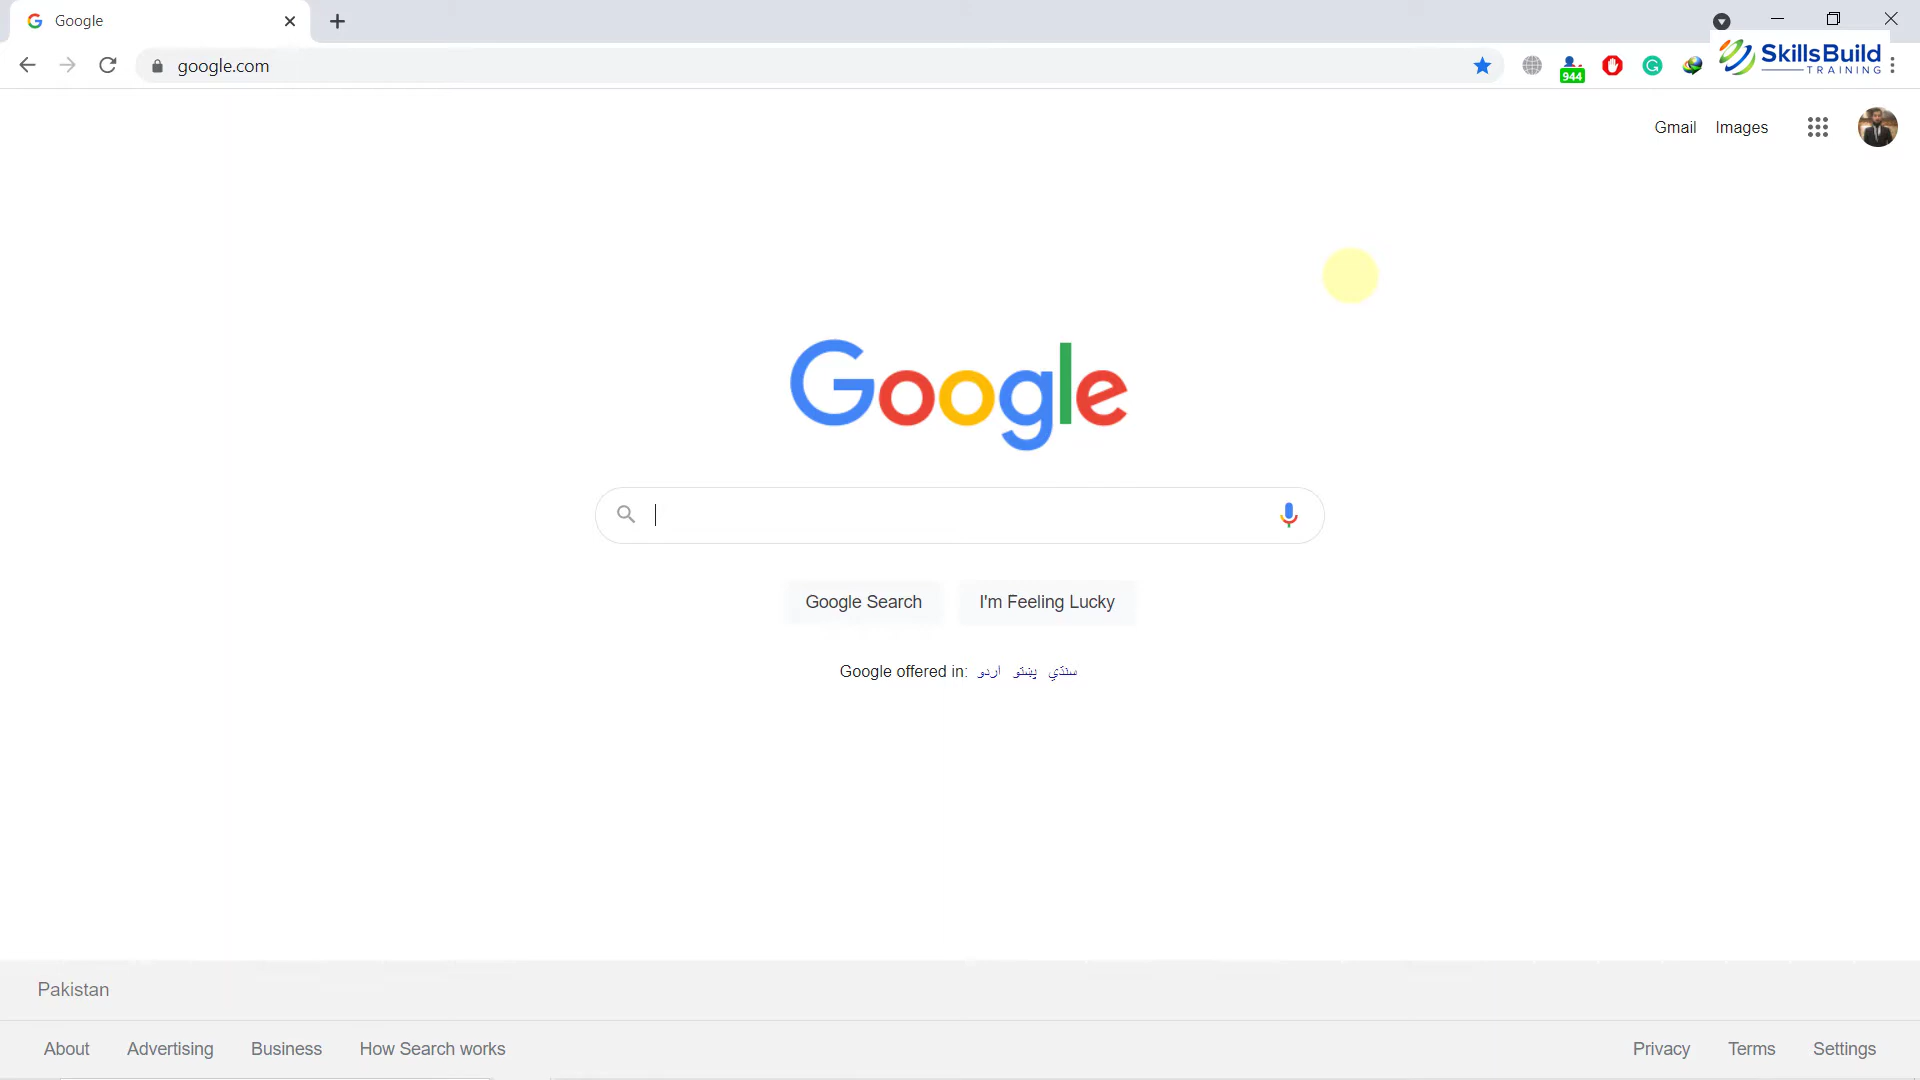 Google
google.com
944
SkillsBuild
TRAINING
Gmail Images
Google
Google Search I'm Feeling Lucky
Google offered in: اردو پښتو سنڌي
Pakistan
About Advertising Business How Search works Privacy Terms Settings